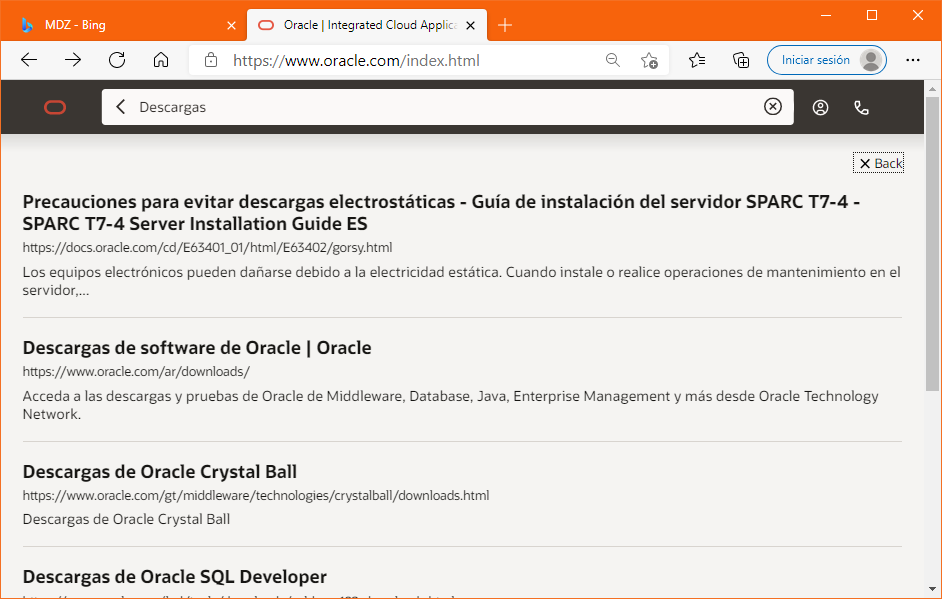 MDZ - Bing
Oracle | Integrated Cloud Applica
https://www.oracle.com/index.html
Iniciar sesión
Descargas
Back
Precauciones para evitar descargas electrostáticas - Guía de instalación del servidor SPARC T7-4 -
SPARC T7-4 Server Installation Guide ES
https://docs.oracle.com/cd/E63401_01/html/E63402/gorsy.html
Los equipos electrónicos pueden dañarse debido a la electricidad estática. Cuando instale o realice operaciones de mantenimiento en el
servidor,...
Descargas de software de Oracle | Oracle
https://www.oracle.com/ar/downloads/
Acceda a las descargas y pruebas de Oracle de Middleware, Database, Java, Enterprise Management y más desde Oracle Technology
Network.
Descargas de Oracle Crystal Ball
https://www.oracle.com/gt/middleware/technologies/crystalball/downloads.html
Descargas de Oracle Crystal Ball
Descargas de Oracle SQL Developer